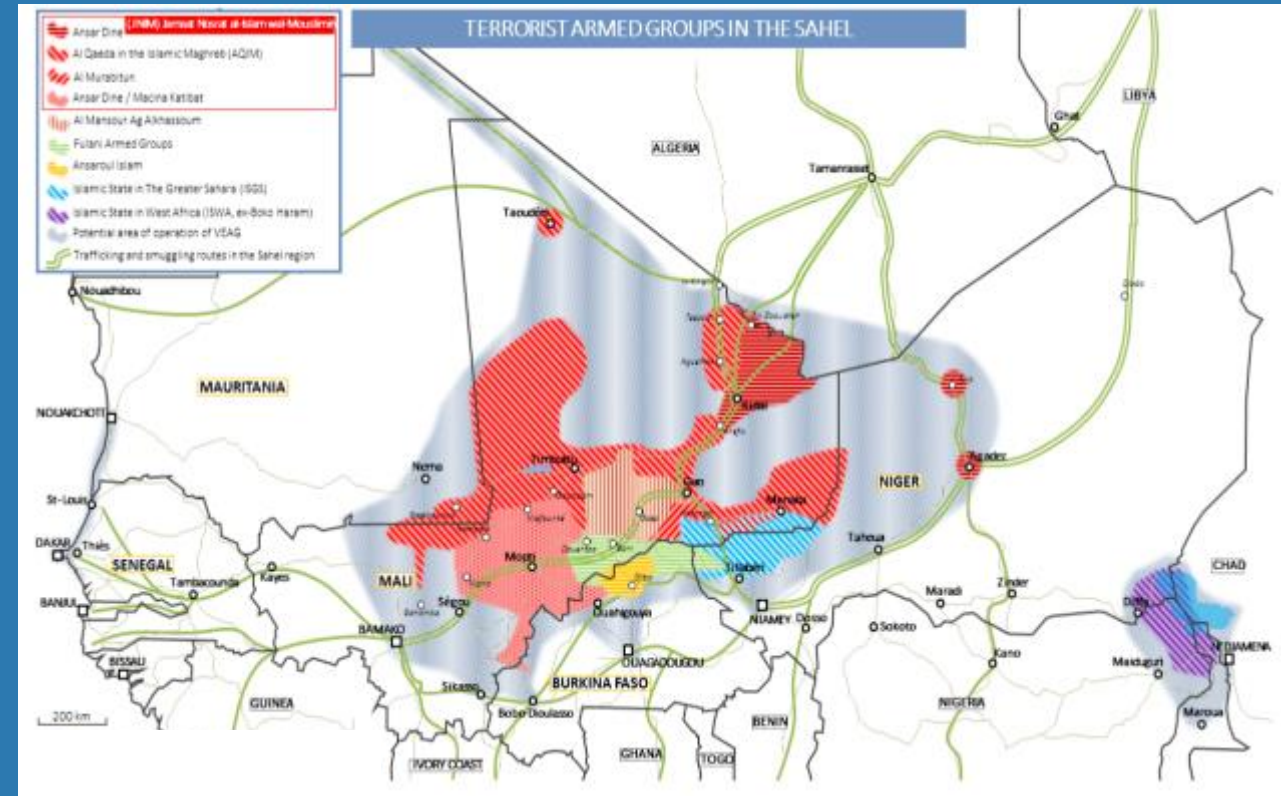 TERRORIST ARMED GROUPS IN THE SAHEL
(JNIM) Jamaat Nosrat al-Islam wal-Mouslimin
Ansar Dine
Al Qaeda in the Islamic Maghreb (AQIM)
Al Murabitun
Ansar Dine / Macina Katibat
Al Mansour Ag Alkhassoum
Fulani Armed Groups
Ansaroul Islam
Islamic State in The Greater Sahara (ISGS)
Islamic State in West Africa (ISWA, ex-Boko Haram)
Potential area of operation of VEAG
Trafficking and smuggling routes in the Sahel region
LIBYA
Ghat
ALGERIA
Tamanrasset
Taoudeni
Nouadhibou
MAURITANIA
NOUAKCHOTT
Kidal
Timbuktu
Nema
Gao
Menaka
NIGER
Agadez
St-Louis
DAKAR
Thiès
SENEGAL
Tambacounda
Kayes
MALI
Mopti
Douentza
Tillaberi
Tahoua
CHAD
BANJUL
Ségou
Ouahigouya
NIAMEY
Dosso
Maradi
Zinder
Diffa
Sokoto
BAMAKO
BISSAU
OUAGADOUGOU
Kano
Maiduguri
N'DJAMENA
GUINEA
Sikasso
BURKINA FASO
Bobo-Dioulasso
BENIN
NIGERIA
Maroua
200 km
IVORY COAST
GHANA
TOGO